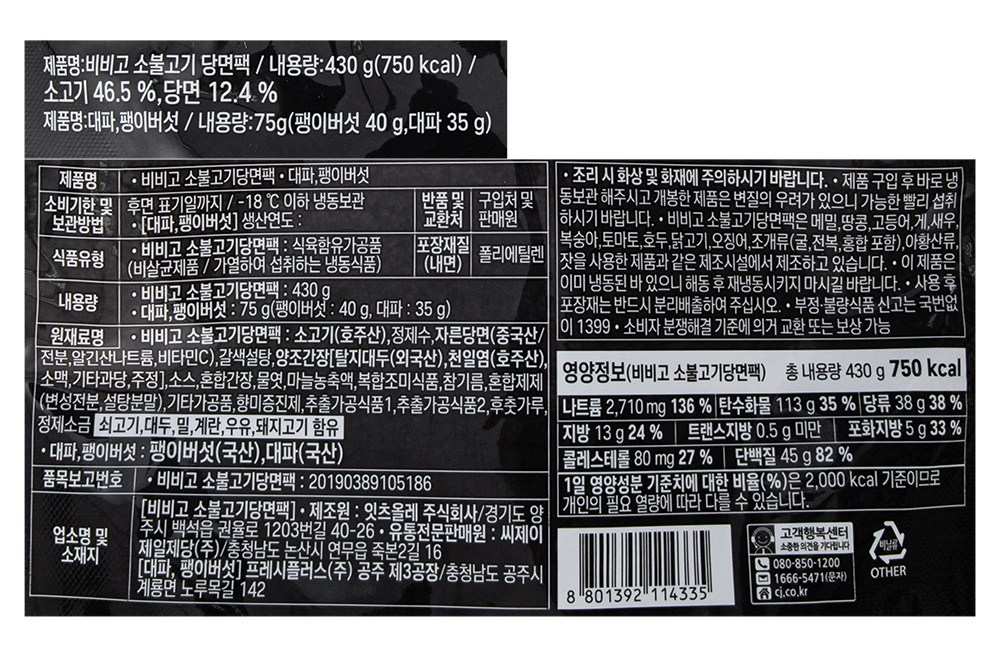 제품명:비비고 소불고기 당면팩 / 내용량:430 g(750 kcal) /
소고기 46.5 %,당면 12.4 %
제품명:대파,팽이버섯 / 내용량:75g(팽이버섯 40 g,대파 35 g)
제품명 • 비비고 소불고기당면팩 • 대파,팽이버섯
소비기한 및 보관방법 후면 표기일까지 / -18 ℃ 이하 냉동보관
• [대파,팽이버섯] 생산연도 :
반품 및 교환처 구입처 및 판매원
식품유형 • 비비고 소불고기당면팩 : 식육함유가공품
(비살균제품 / 가열하여 섭취하는 냉동식품)
포장재질 (내면) 폴리에틸렌
내용량 • 비비고 소불고기당면팩 : 430 g
• 대파,팽이버섯 : 75 g(팽이버섯 : 40 g, 대파 : 35 g)
원재료명 • 비비고 소불고기당면팩 : 소고기(호주산),정제수,자른당면(중국산/
전분,알긴산나트륨,비타민C),갈색설탕,양조간장[탈지대두(외국산),천일염(호주산),
소맥,기타과당,주정],소스,혼합간장,물엿,마늘농축액,복합조미식품,참기름,혼합제제
(변성전분,설탕분말),기타가공품,향미증진제,추출가공식품1,추출가공식품2,후춧가루,
정제소금 쇠고기,대두,밀,계란,우유,돼지고기 함유
• 대파,팽이버섯 : 팽이버섯(국산),대파(국산)
품목보고번호 • 비비고 소불고기당면팩 : 20190389105186
업소명 및 소재지 [비비고 소불고기당면팩] • 제조원 : 잇츠올레 주식회사/경기도 양
주시 백석읍 권율로 1203번길 40-26 • 유통전문판매원 : 씨제이
제일제당(주)/충청남도 논산시 연무읍 죽본2길 16
[대파, 팽이버섯] 프레시플러스(주) 공주 제3공장/충청남도 공주시
계룡면 노루목길 142
• 조리 시 화상 및 화재에 주의하시기 바랍니다. • 제품 구입 후 바로 냉
동보관 해주시고 개봉한 제품은 변질의 우려가 있으니 가능한 빨리 섭취
하시기 바랍니다. • 비비고 소불고기당면팩은 메밀,땅콩,고등어,게,새우,
복숭아,토마토,호두,닭고기,오징어,조개류(굴,전복,홍합 포함),아황산류,
잣을 사용한 제품과 같은 제조시설에서 제조하고 있습니다. • 이 제품은
이미 냉동된 바 있으니 해동 후 재냉동시키지 마시길 바랍니다. • 사용 후
포장재는 반드시 분리배출하여 주십시오. • 부정·불량식품 신고는 국번없
이 1399 • 소비자 분쟁해결 기준에 의거 교환 또는 보상 가능
영양정보(비비고 소불고기당면팩) 총 내용량 430 g 750 kcal
나트륨 2,710 mg 136 % 탄수화물 113 g 35 % 당류 38 g 38 %
지방 13 g 24 % 트랜스지방 0.5 g 미만 포화지방 5 g 33 %
콜레스테롤 80 mg 27 % 단백질 45 g 82 %
1일 영양성분 기준치에 대한 비율(%)은 2,000 kcal 기준이므로
개인의 필요 열량에 따라 다를 수 있습니다.
8 801392 114335
고객행복센터
소중한 의견을 기다립니다
080-850-1200
1666-5471(문자)
cj.co.kr
비닐류
OTHER